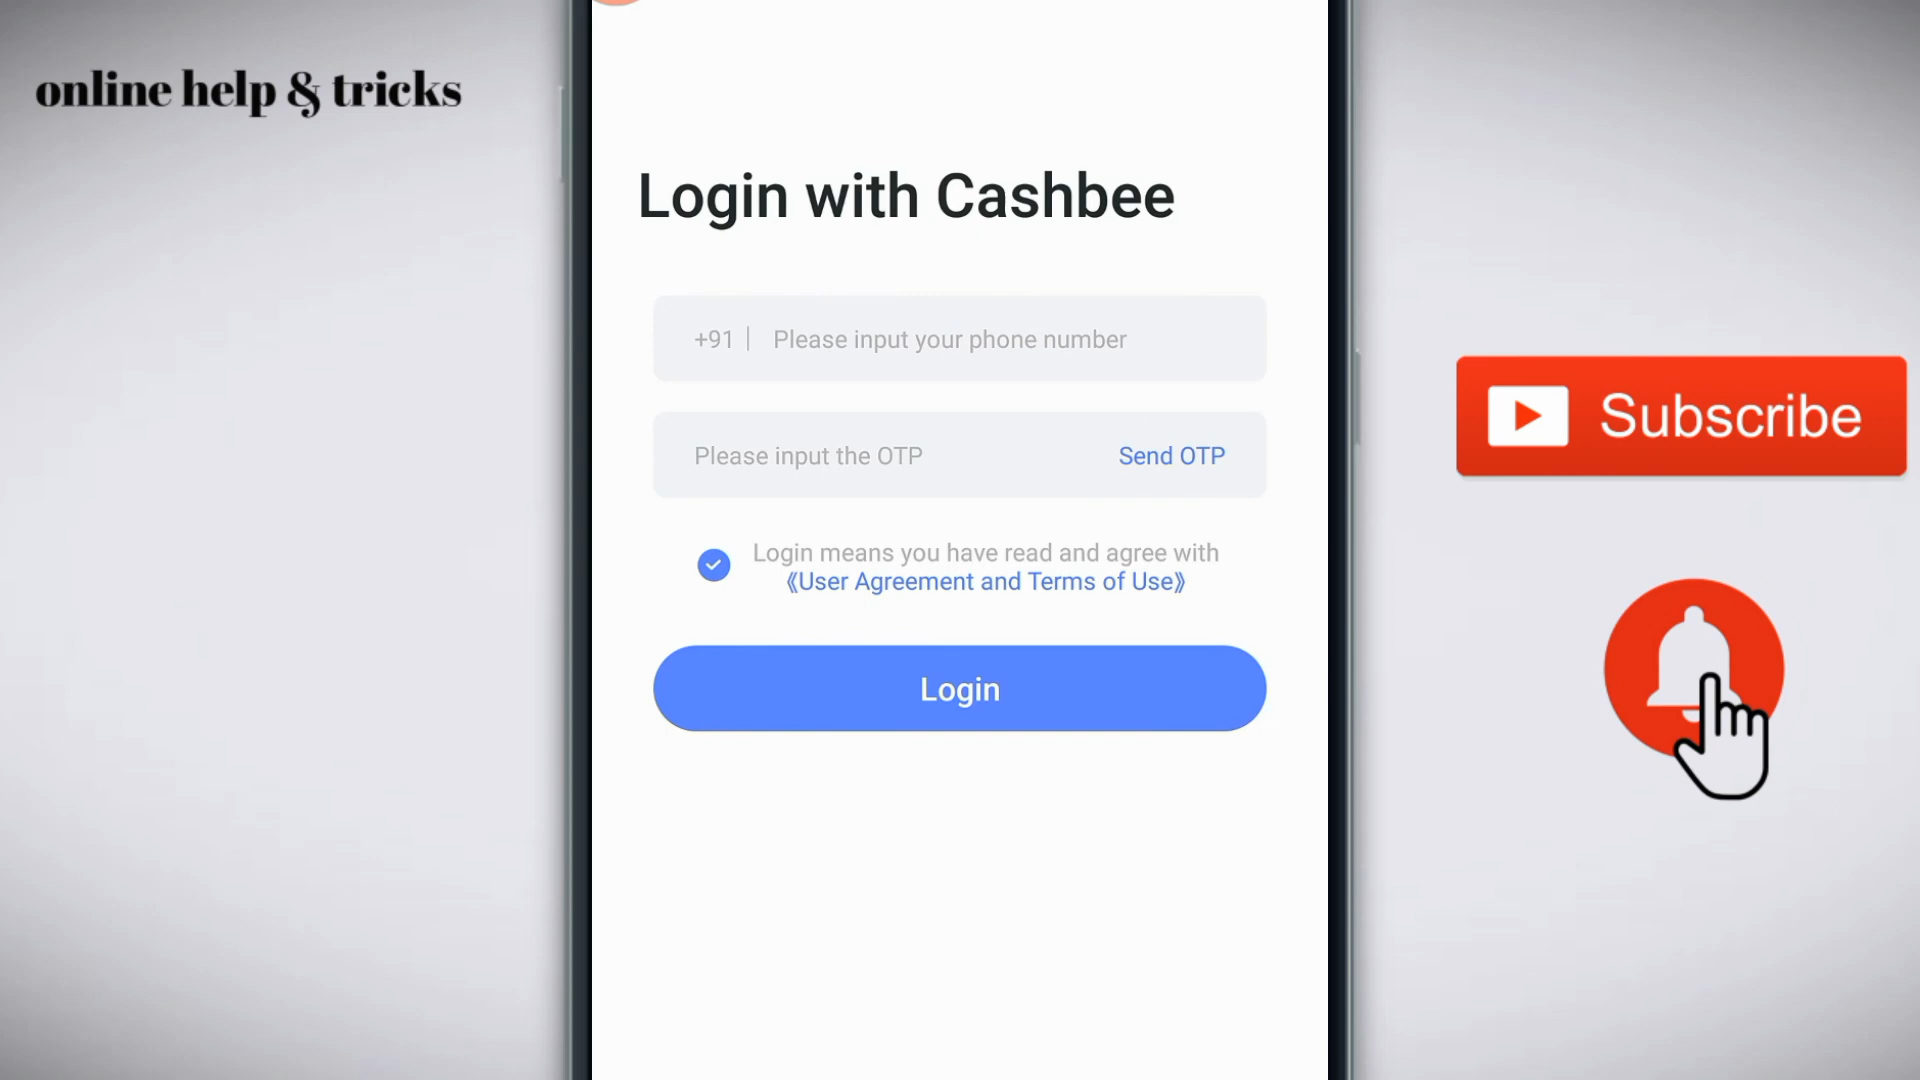 online help & tricks
Login with Cashbee
+91 | Please input your phone number
Please input the OTP Send OTP
Login means you have read and agree with
《User Agreement and Terms of Use》
Login
Subscribe